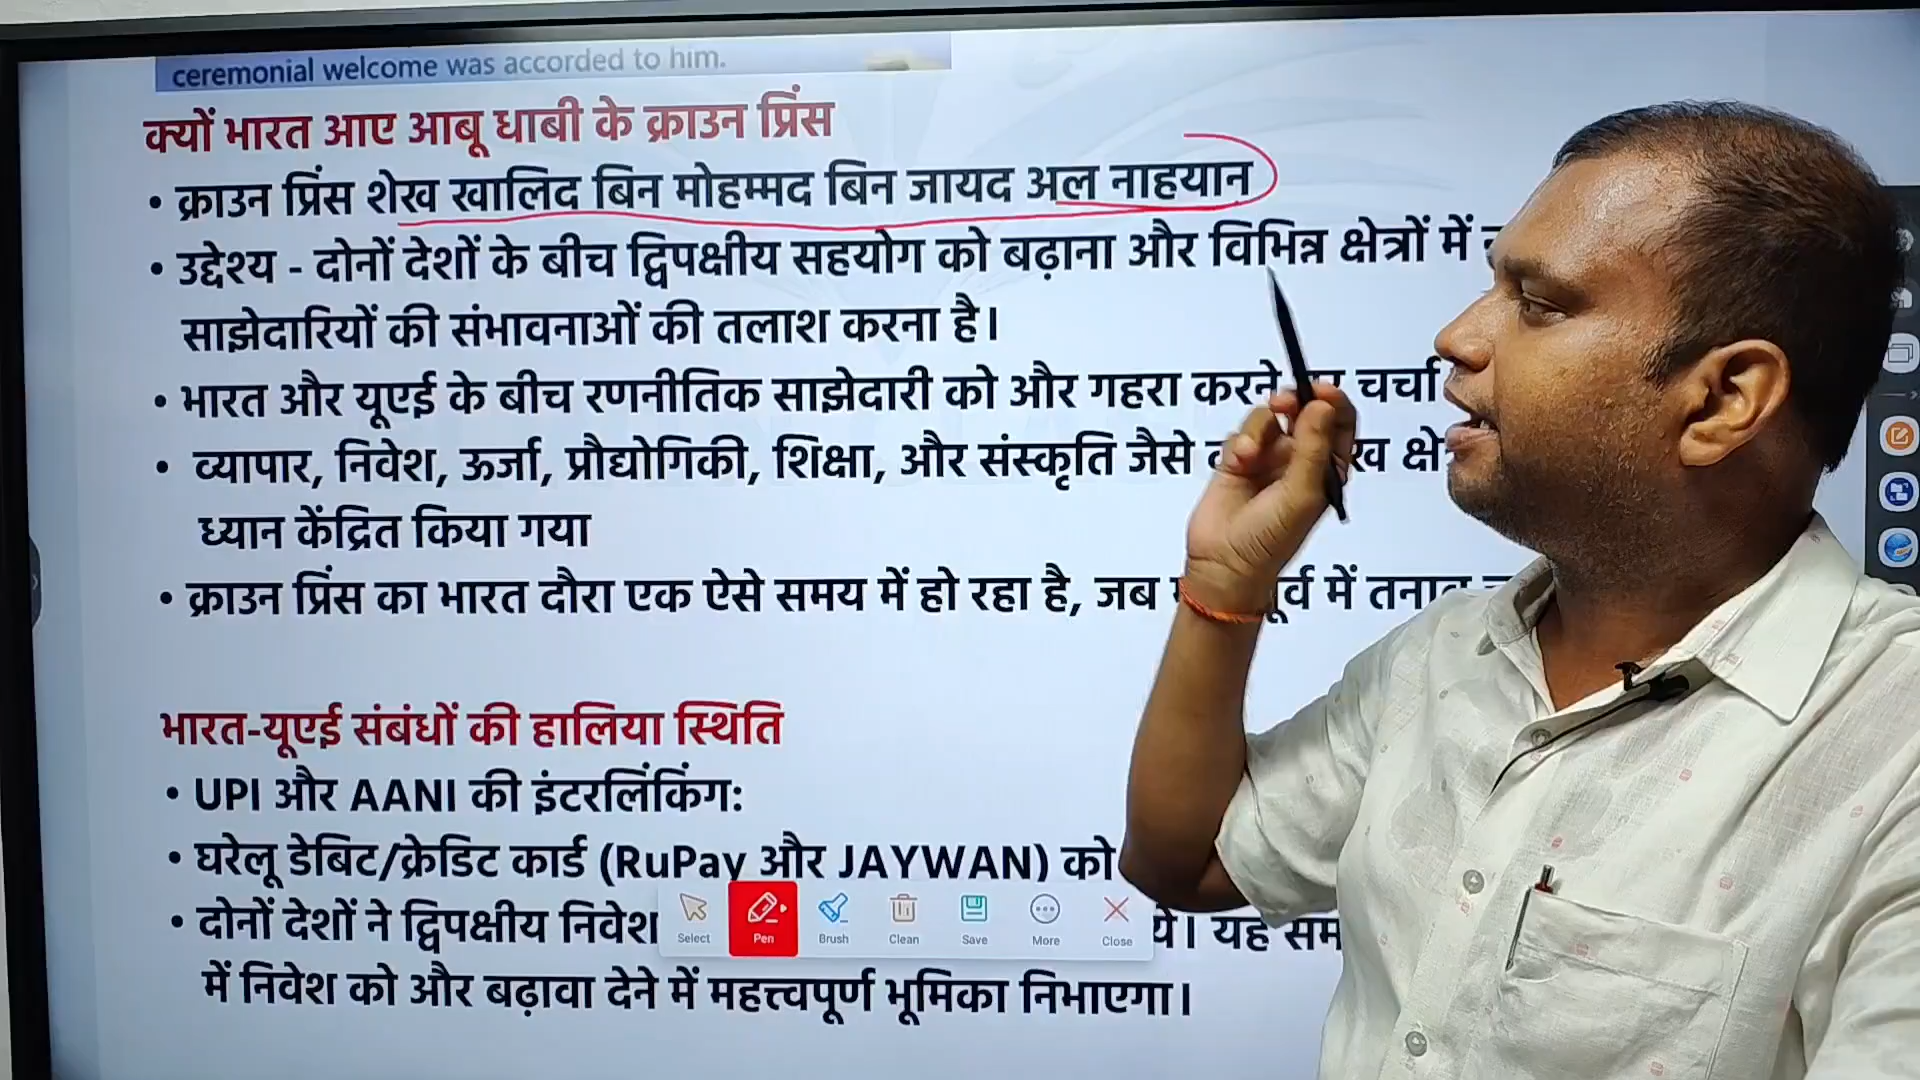 ceremonial welcome was accorded to him.
क्यों भारत आए आबू धाबी के क्राउन प्रिंस
• क्राउन प्रिंस शेख खालिद बिन मोहम्मद बिन जायद अल नाहयान
• उद्देश्य - दोनों देशों के बीच द्विपक्षीय सहयोग को बढ़ाना और विभिन्न क्षेत्रों में
साझेदारियों की संभावनाओं की तलाश करना है।
• भारत और यूएई के बीच रणनीतिक साझेदारी को और गहरा करने चर्चा
• व्यापार, निवेश, ऊर्जा, प्रौद्योगिकी, शिक्षा, और संस्कृति जैसे
ध्यान केंद्रित किया गया
• क्राउन प्रिंस का भारत दौरा एक ऐसे समय में हो रहा है, जब में
भारत-यूएई संबंधों की हालिया स्थिति
• UPI और AANI की इंटरलिंकिंग:
• घरेलू डेबिट/क्रेडिट कार्ड (RuPay और JAYWAN) को
• दोनों देशों ने द्विपक्षीय निवेश यह
में निवेश को और बढ़ावा देने में महत्त्वपूर्ण भूमिका निभाएगा।
Select Pen Brush Clean Save More Close